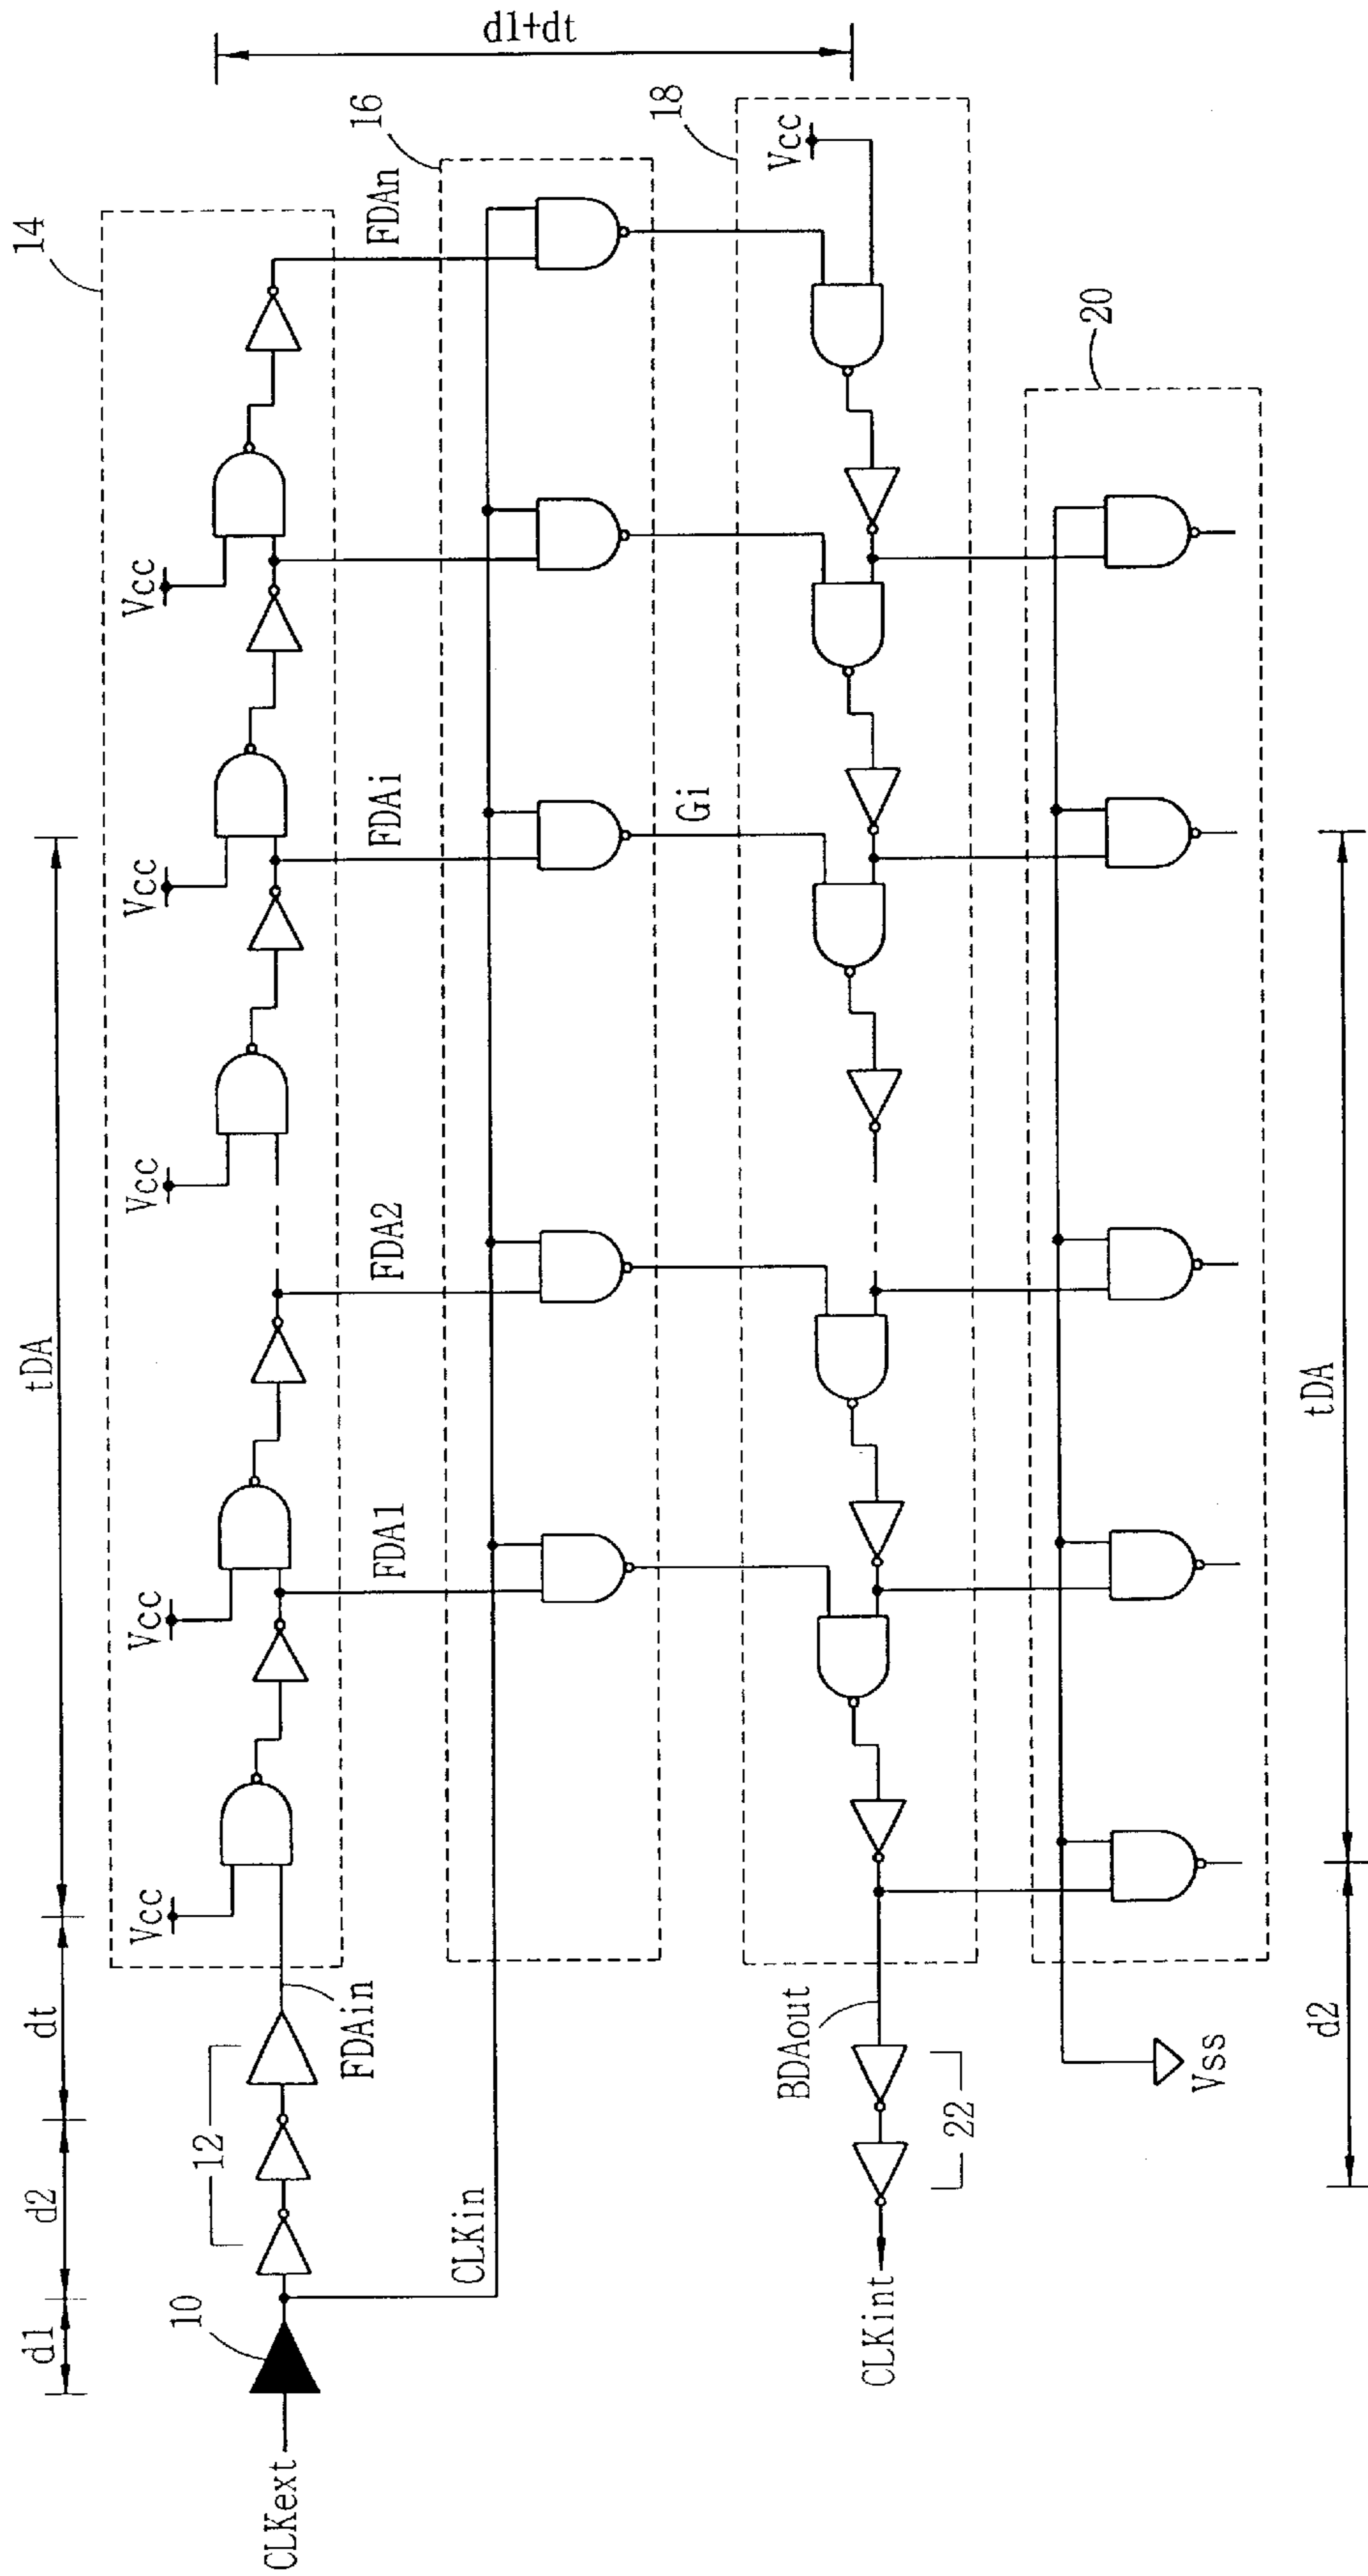 d1
d2
dt
tDA
14
CLKext
10
12
FDAin
Vcc
Vcc
Vcc
Vcc
Vcc
d1+dt
CLKin
FDA1
FDA2
FDAi
FDAn
16
Gi
18
Vcc
CLKint
22
BDAout
20
Vss
d2
tDA